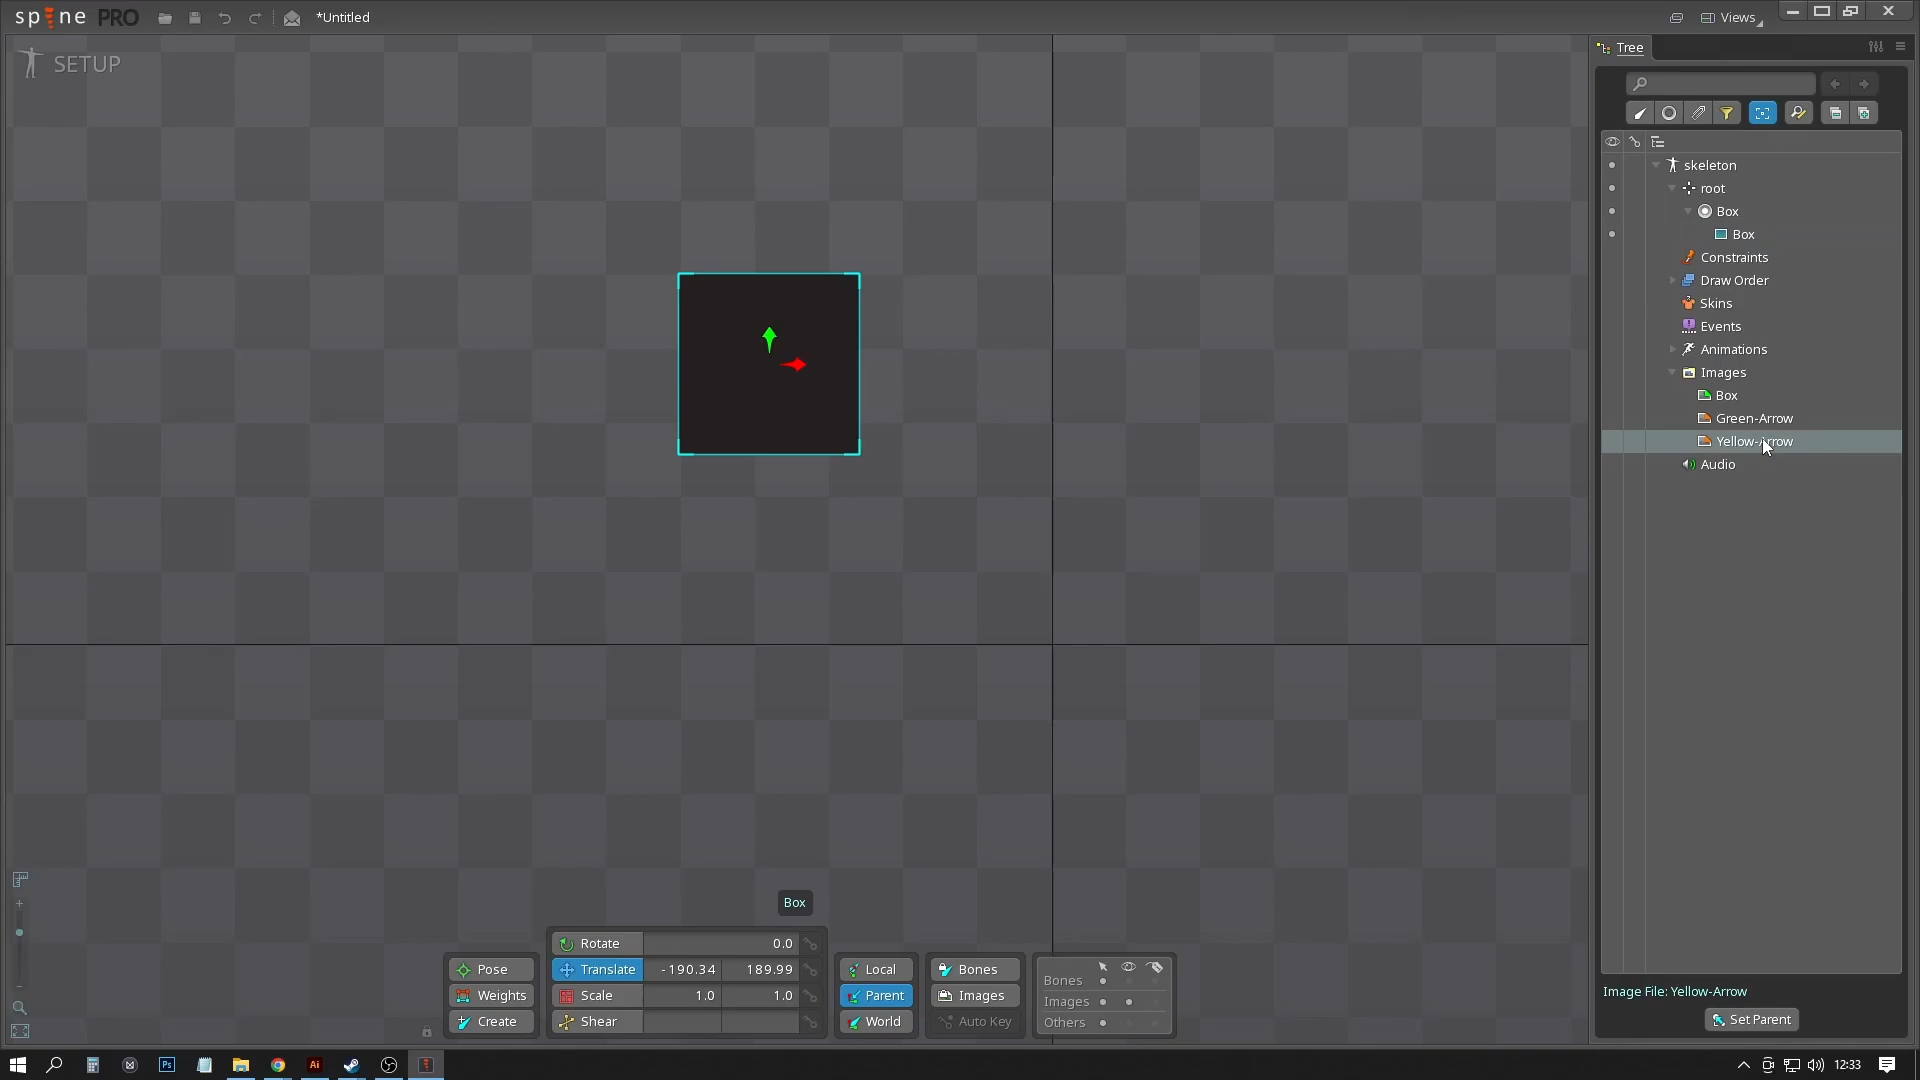 spine PRO
*Untitled
Views
SETUP
Tree
skeleton
root
Box
Box
Constraints
Draw Order
Skins
Events
Animations
Images
Box
Green-Arrow
Yellow-Arrow
Audio
Box
Rotate 0.0
Pose Translate -190.34 189.99 Local Bones
Weights Scale 1.0 1.0 Parent Images
Create Shear World Auto Key
Bones
Images
Others
Image File: Yellow-Arrow
Set Parent
Ps
Ai
12:33